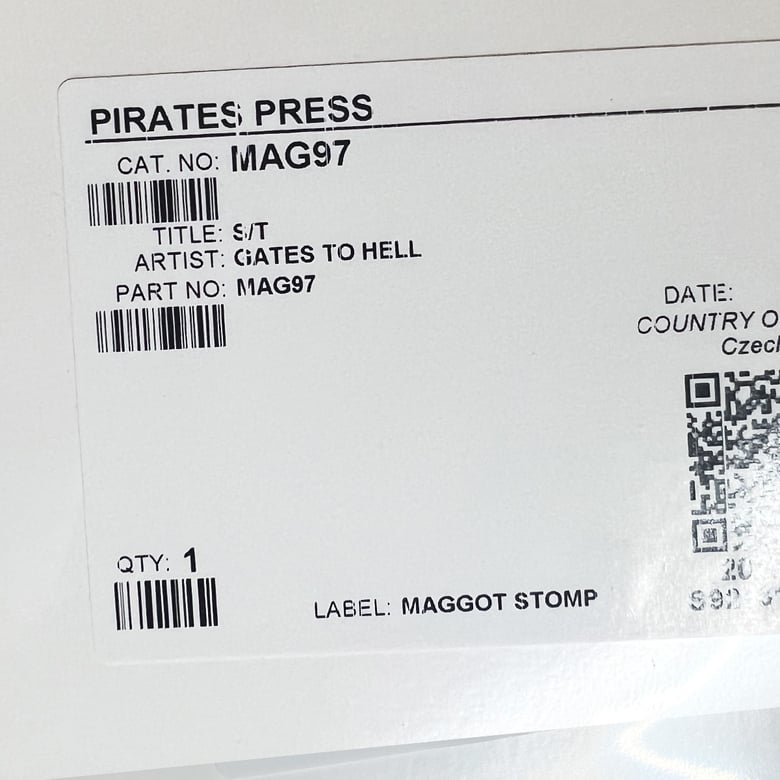 PIRATES PRESS
CAT. NO: MAG97
TITLE: S/T
ARTIST: GATES TO HELL
PART NO: MAG97
DATE:
COUNTRY O
Czech
QTY: 1
LABEL: MAGGOT STOMP
20